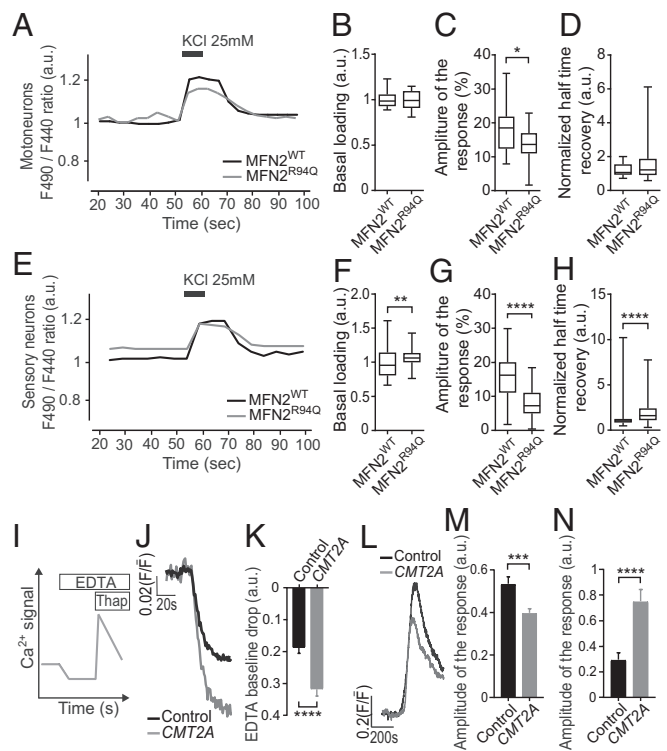 A
KCl 25mM
Motoneurons
F490 / F440 ratio (a.u.)
1.2
1
0.8
20 30 40 50 60 70 80 90 100
Time (sec)
MFN2WT
MFN2R94Q
B
Basal loading (a.u.)
1.5
1.0
0.5
0
MFN2WT
MFN2R94Q
C
Ampliture of the
response (%)
40
30
20
10
0
*
MFN2WT
MFN2R94Q
D
Normalized half time
recovery (a.u.)
8
6
4
2
0
MFN2WT
MFN2R94Q
E
KCl 25mM
Sensory neurons
F490 / F440 ratio (a.u.)
1.2
1
0.8
20 30 40 50 60 70 80 90 100
Time (sec)
MFN2WT
MFN2R94Q
F
Basal loading (a.u.)
2.0
1.5
1.0
0.5
0
**
MFN2WT
MFN2R94Q
G
Ampliture of the
response (%)
40
30
20
10
0
****
MFN2WT
MFN2R94Q
H
Normalized half time
recovery (a.u.)
15
10
5
0
****
MFN2WT
MFN2R94Q
I
Ca2+ signal
EDTA
Thap
Time (s)
J
0.02(F/F̄)
20s
Control
CMT2A
K
Control
CMT2A
EDTA baseline drop (a.u.)
0
0.1
0.2
0.3
0.4
****
L
Control
CMT2A
0.2(F/F̄)
200s
M
Amplitude of the response (a.u.)
0.6
0.4
0.2
0
***
Control
CMT2A
N
Amplitude of the response (a.u.)
1
0.8
0.6
0.4
0.2
0
****
Control
CMT2A